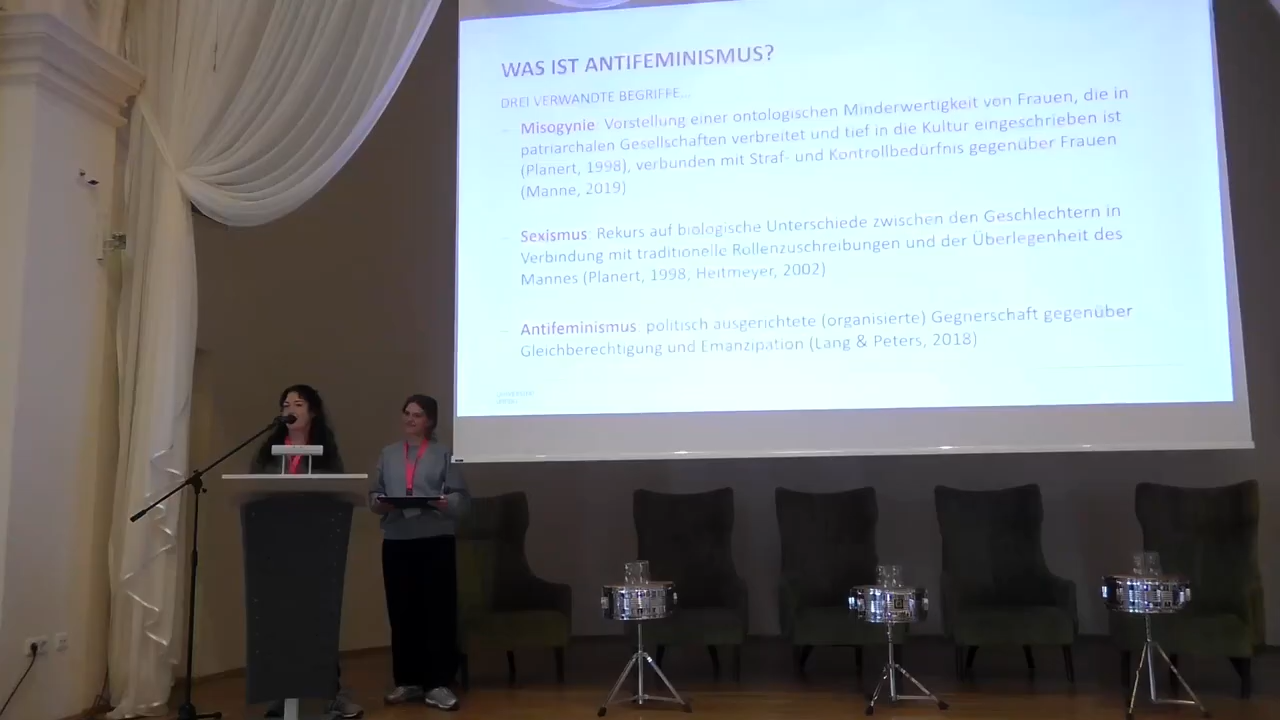 WAS IST ANTIFEMINISMUS?
DREI VERWANDTE BEGRIFFE...
– Misogynie: Vorstellung einer ontologischen Minderwertigkeit von Frauen, die in
patriarchalen Gesellschaften verbreitet und tief in die Kultur eingeschrieben ist
(Planert, 1998), verbunden mit Straf- und Kontrollbedürfnis gegenüber Frauen
(Manne, 2019)
– Sexismus: Rekurs auf biologische Unterschiede zwischen den Geschlechtern in
Verbindung mit traditionelle Rollenzuschreibungen und der Überlegenheit des
Mannes (Planert, 1998, Heitmeyer, 2002)
– Antifeminismus: politisch ausgerichtete (organisierte) Gegnerschaft gegenüber
Gleichberechtigung und Emanzipation (Lang & Peters, 2018)